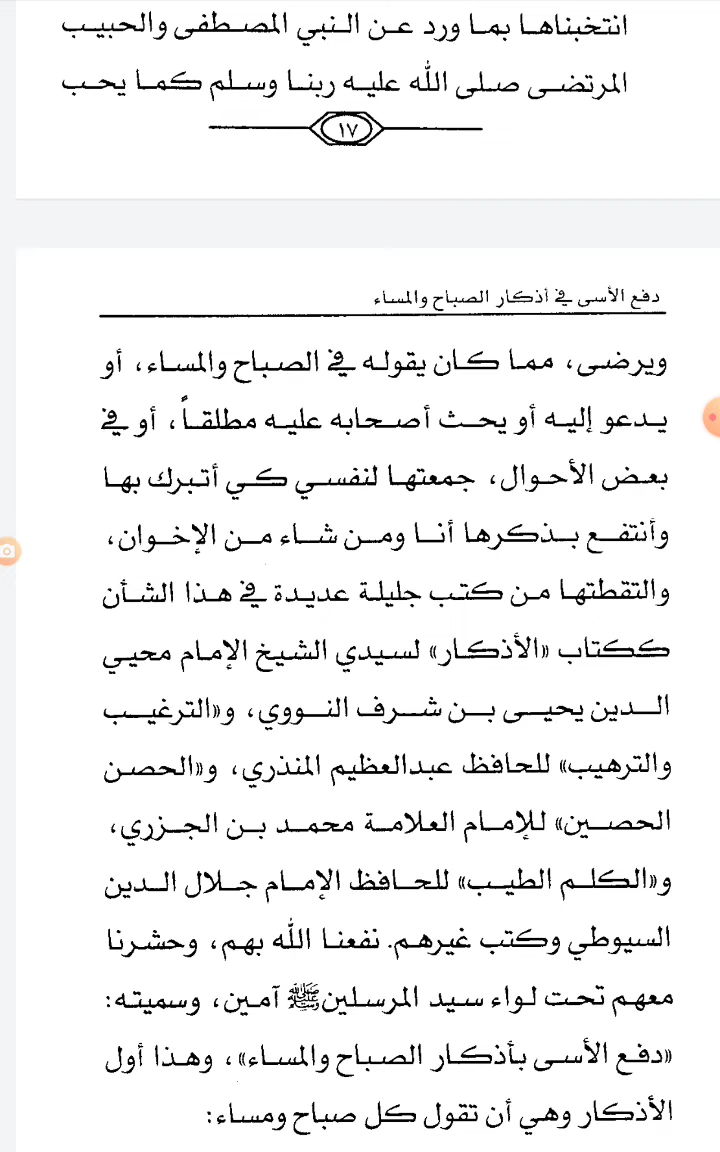 انتخبناها بما ورد عن النبي المصطفى والحبيب
المرتضى صلى الله عليه ربنا وسلم كما يحب
١٧
دفع الأسى في أذكار الصباح والمساء
ويرضى، مما كان يقوله في الصباح والمساء، أو
يدعو إليه أو يحث أصحابه عليه مطلقاً، أو في
بعض الأحوال، جمعتها لنفسي كي أتبرك بها
وأنتفع بذكرها أنا ومن شاء من الإخوان،
والتقطتها من كتب جليلة عديدة في هذا الشأن
ككتاب «الأذكار» لسيدي الشيخ الإمام محيي
الدين يحيى بن شرف النووي، و«الترغيب
والترهيب» للحافظ عبدالعظيم المنذري، و«الحصن
الحصين» للإمام العلامة محمد بن الجزري،
و«الكلم الطيب» للحافظ الإمام جلال الدين
السيوطي وكتب غيرهم. نفعنا الله بهم، وحشرنا
معهم تحت لواء سيد المرسلين ﷺ آمين، وسميته:
«دفع الأسى بأذكار الصباح والمساء»، وهذا أول
الأذكار وهي أن تقول كل صباح ومساء: